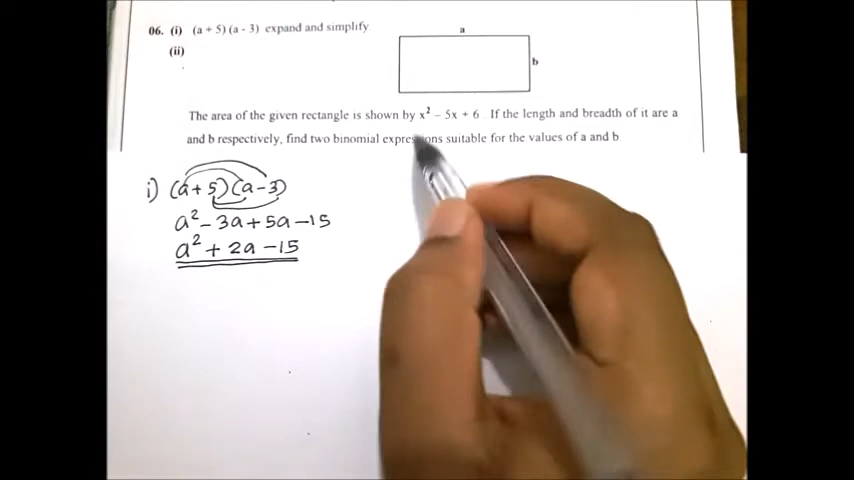 06. (i) (a + 5) (a - 3) expand and simplify.
(ii)
a
b
The area of the given rectangle is shown by x² – 5x + 6 . If the length and breadth of it are a
and b respectively, find two binomial expressions suitable for the values of a and b
i) (a + 5)(a - 3)
a² - 3a + 5a - 15
a² + 2a - 15